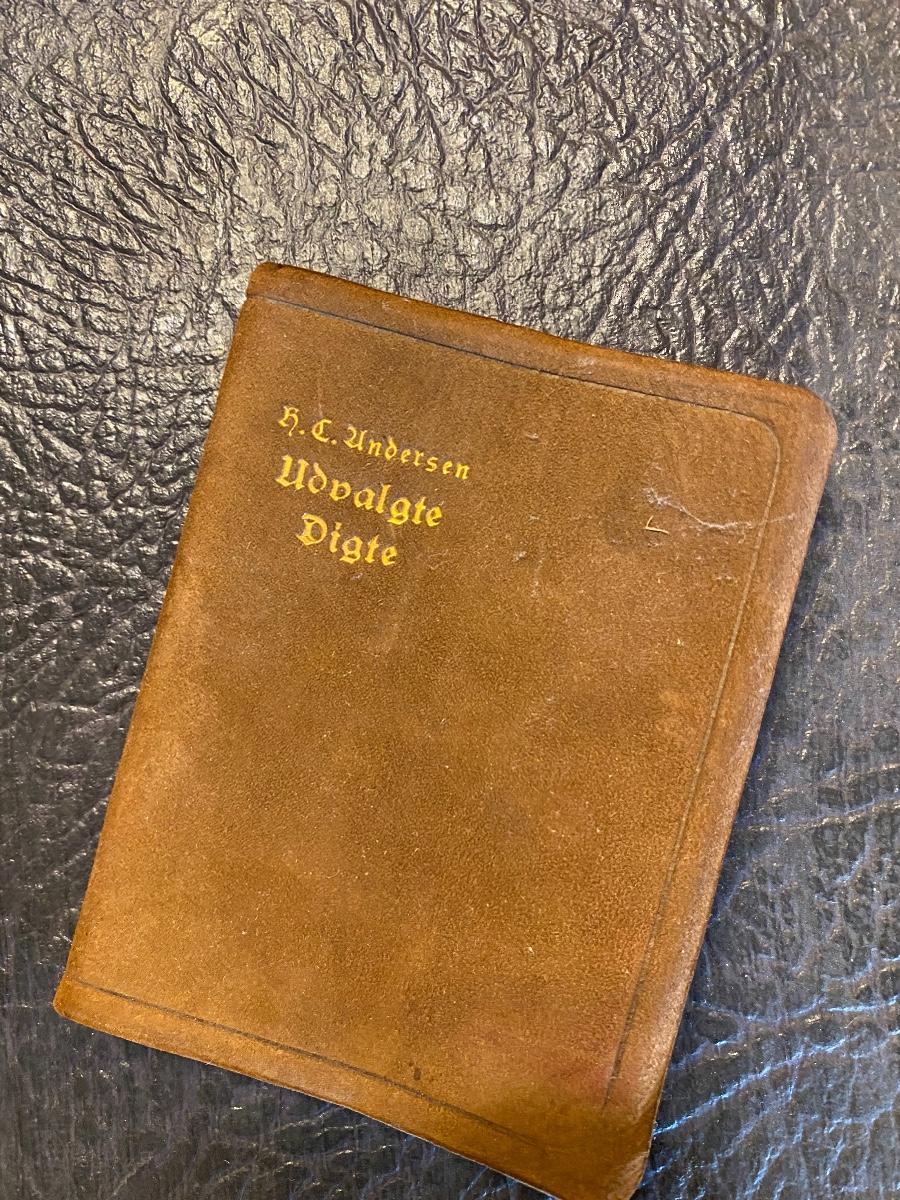 H. C. Andersen
Udvalgte
Digte